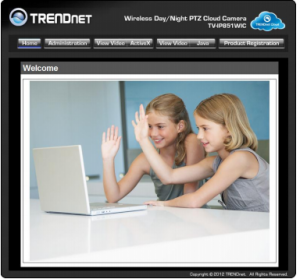 TRENDNET
Wireless Day/Night PTZ Cloud Camera
TV-IP851WIC
Home
Administration
View Video - ActiveX
View Video - Java
Product Registration
Welcome
Copyright © 2012 TRENDnet. All Rights Reserved.